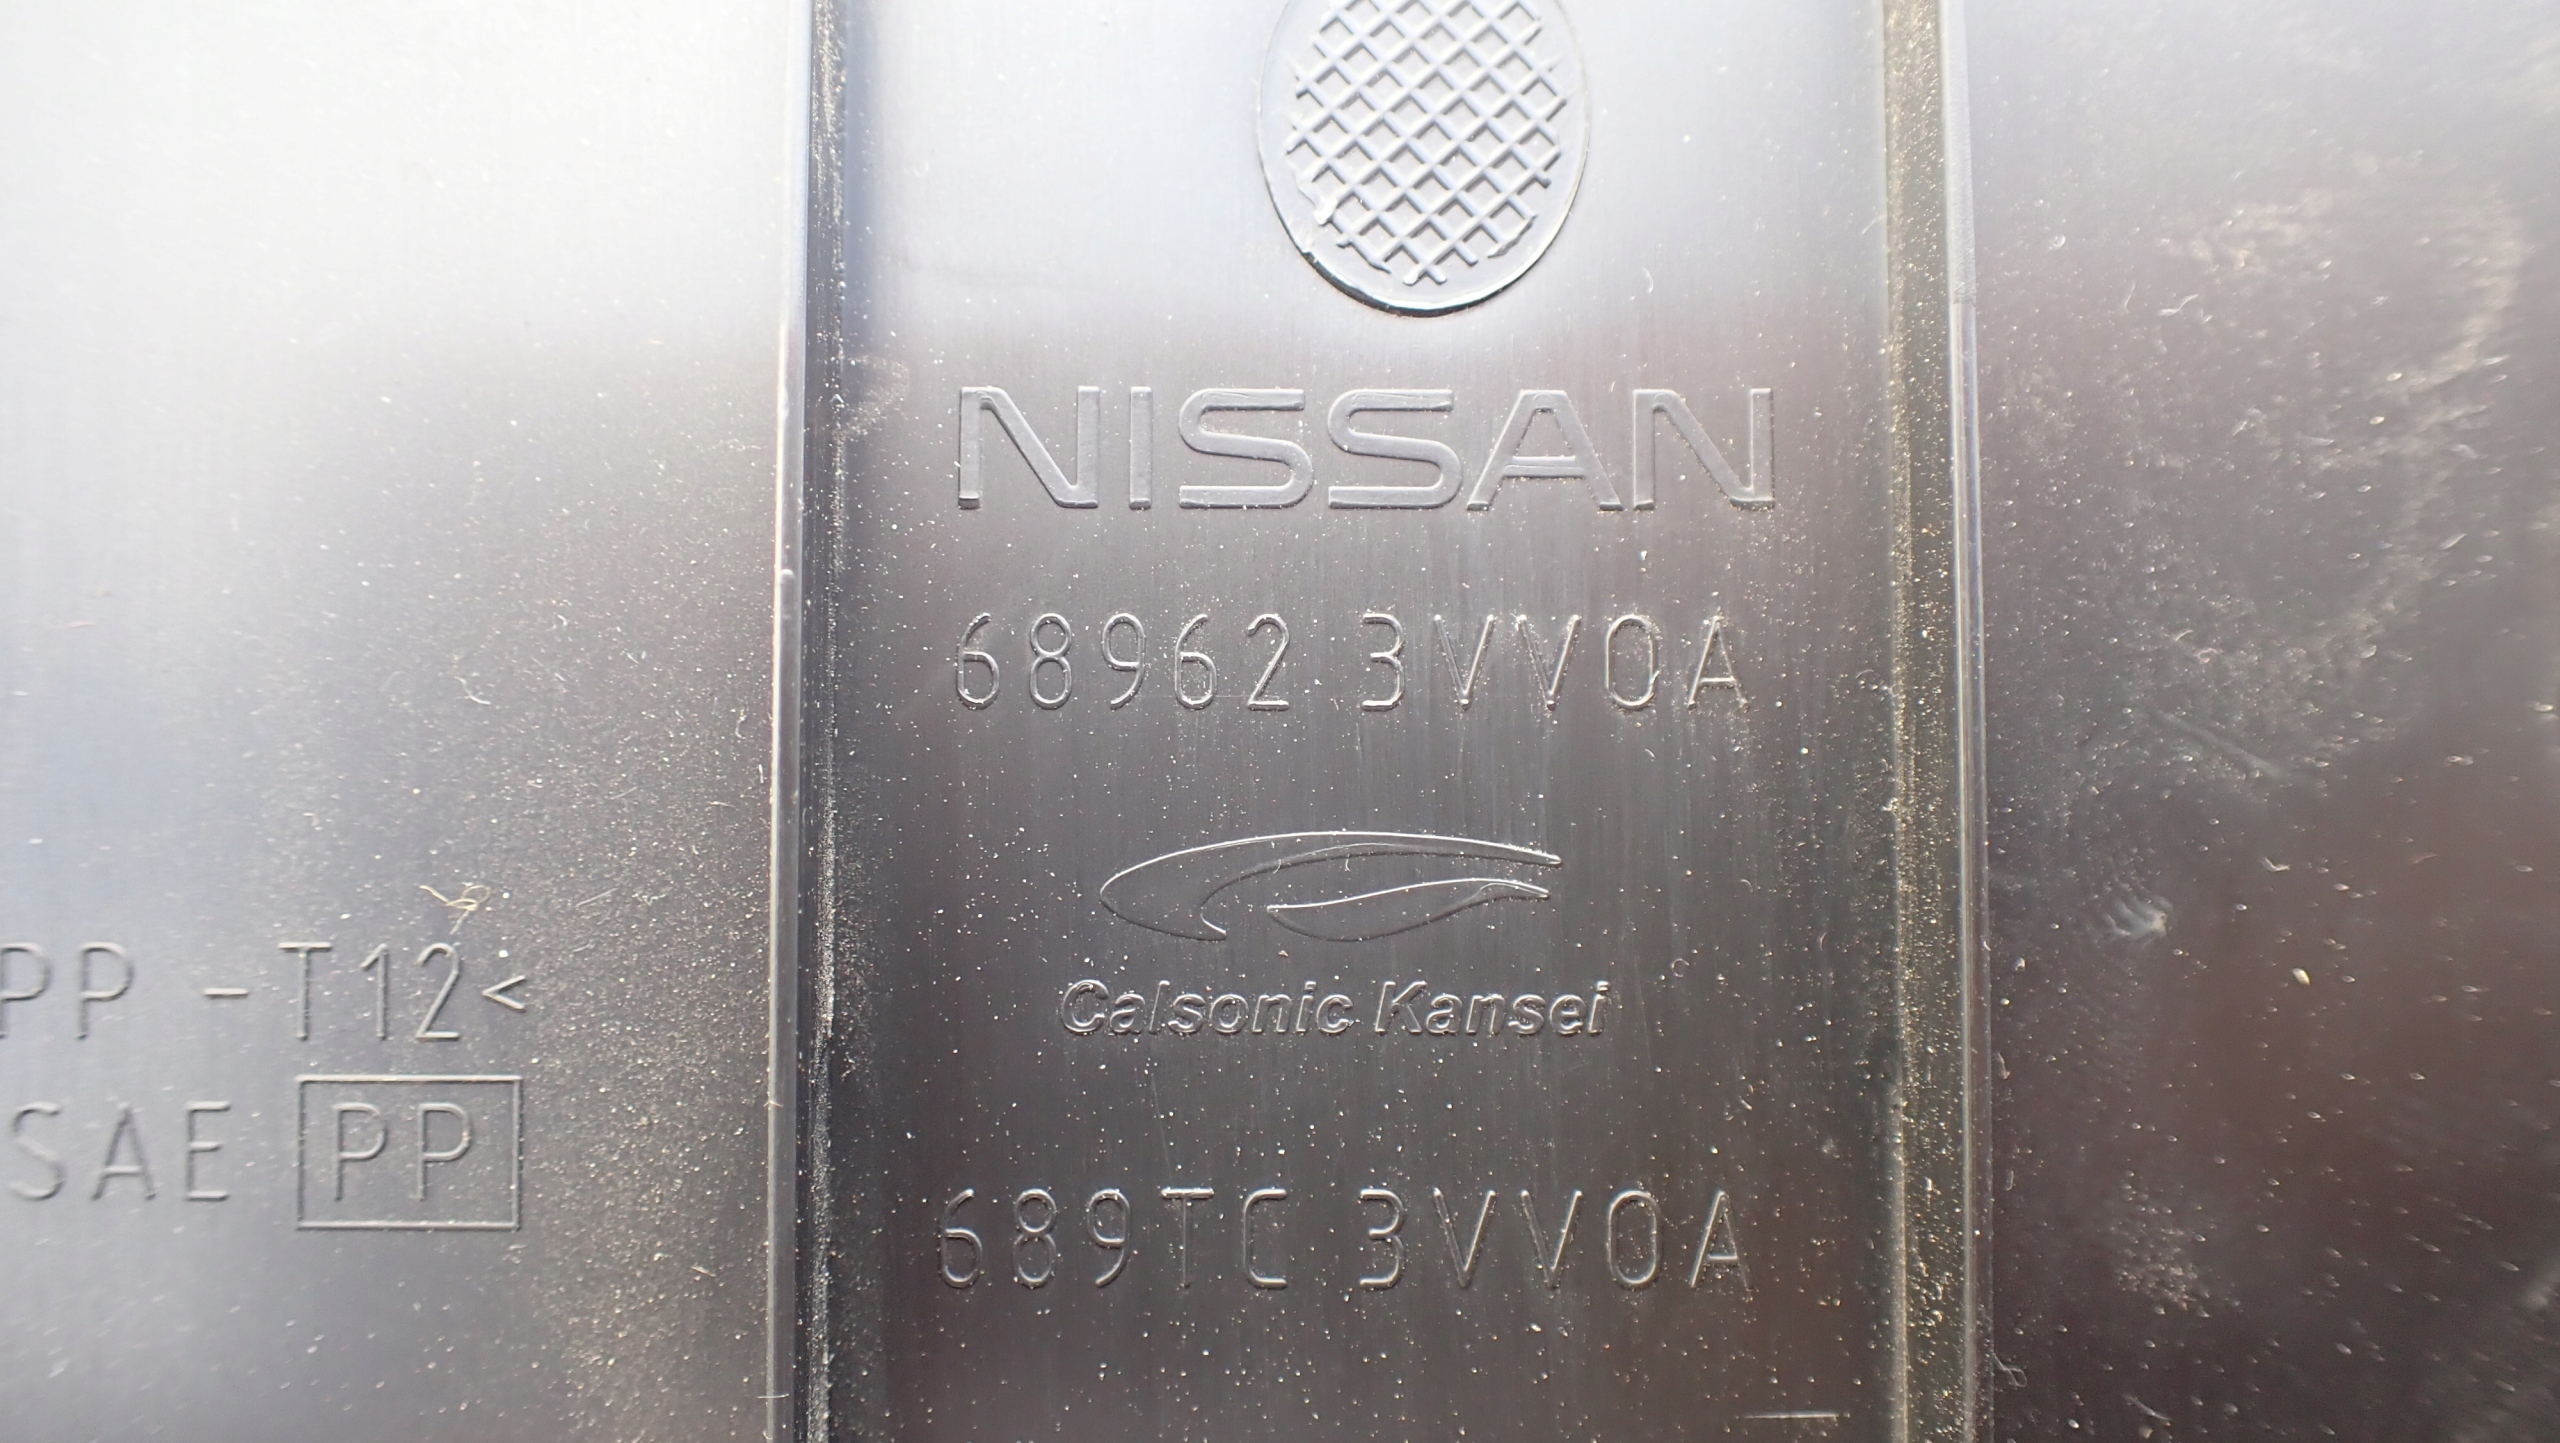 NISSAN
68962 3VV0A
Calsonic Kansei
689TC 3VV0A
PP -T12<
SAE PP